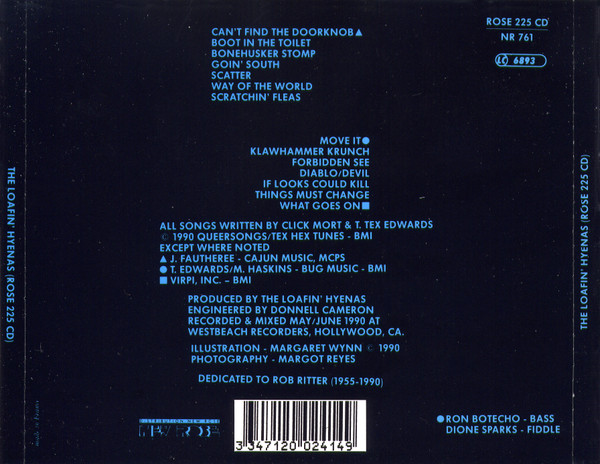 CAN'T FIND THE DOORKNOB▲
BOOT IN THE TOILET
BONEHUSKER STOMP
GOIN' SOUTH
SCATTER
WAY OF THE WORLD
SCRATCHIN' FLEAS
ROSE 225 CD
NR 761
LC 6893
MOVE IT●
KLAWHAMMER KRUNCH
FORBIDDEN SEE
DIABLO/DEVIL
IF LOOKS COULD KILL
THINGS MUST CHANGE
WHAT GOES ON■
ALL SONGS WRITTEN BY CLICK MORT & T. TEX EDWARDS
© 1990 QUEERSONGS/TEX HEX TUNES - BMI
EXCEPT WHERE NOTED
▲ J. FAUTHEREE - CAJUN MUSIC, MCPS
● T. EDWARDS/M. HASKINS - BUG MUSIC - BMI
■ VIRPI, INC. – BMI
PRODUCED BY THE LOAFIN' HYENAS
ENGINEERED BY DONNELL CAMERON
RECORDED & MIXED MAY/JUNE 1990 AT
WESTBEACH RECORDERS, HOLLYWOOD, CA.
ILLUSTRATION - MARGARET WYNN © 1990
PHOTOGRAPHY - MARGOT REYES
DEDICATED TO ROB RITTER (1955-1990)
DISTRIBUTION NEW ROSE
NEW ROSE
3 347120 024149
●RON BOTECHO - BASS
DIONE SPARKS - FIDDLE
THE LOAFIN' HYENAS (ROSE 225 CD)
THE LOAFIN' HYENAS (ROSE 225 CD)